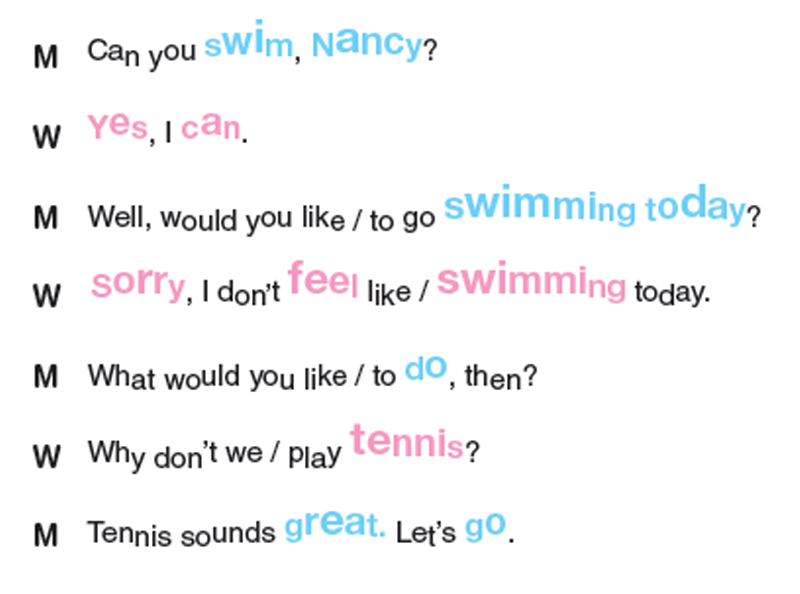 M Can you swim, Nancy?
W Yes, I can.
M Well, would you like / to go swimming today?
W Sorry, I don't feel like / swimming today.
M What would you like / to do, then?
W Why don't we / play tennis?
M Tennis sounds great. Let's go.